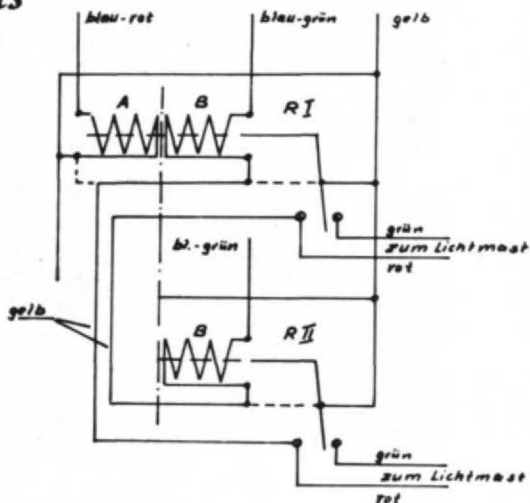 blau-rot blau-grün gelb
A B R I
grün
zum Lichtmast
rot
bl.-grün
gelb
B R II
grün
zum Lichtmast
rot